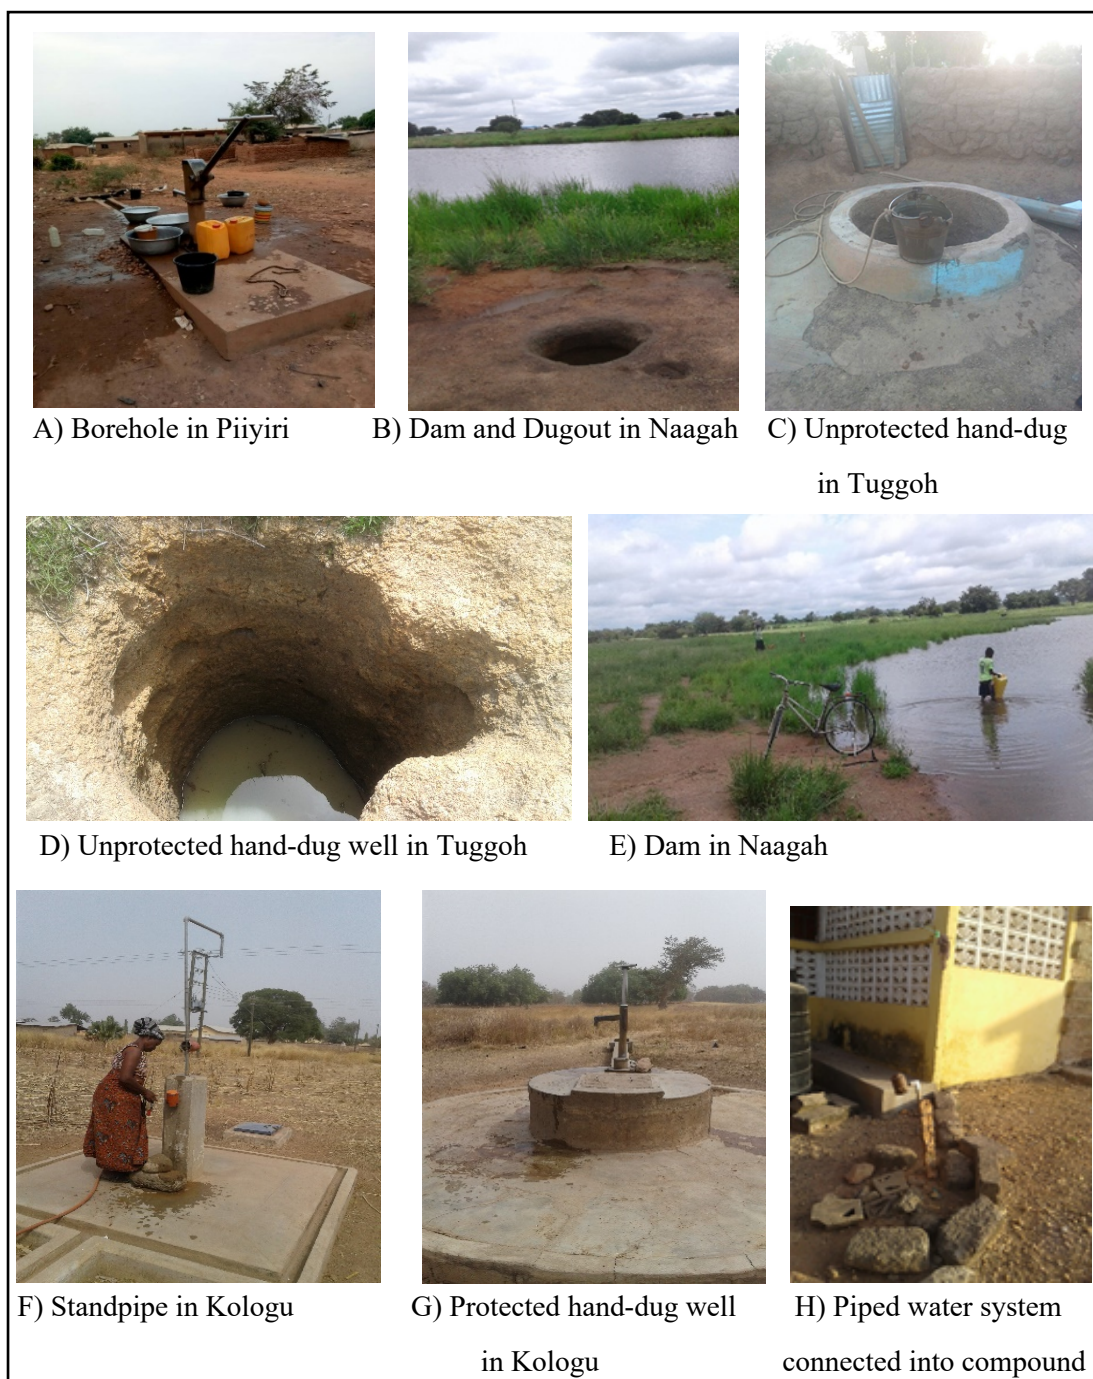 A) Borehole in Piiyiri
B) Dam and Dugout in Naagah
C) Unprotected hand-dug
in Tuggoh
D) Unprotected hand-dug well in Tuggoh
E) Dam in Naagah
F) Standpipe in Kologu
G) Protected hand-dug well
in Kologu
H) Piped water system
connected into compound